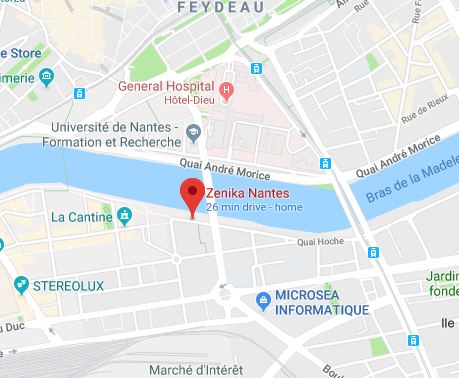 FEYDEAU
e Store
imerie
General Hospital
Hôtel-Dieu
H
Rue F
Rue de Rieux
Université de Nantes -
Formation et Recherche
Quai André Morice
Quai André Morice
Bras de la Madele
Zenika Nantes
26 min drive - home
La Cantine
Quai Hoche
STEREOLUX
MICROSEA
INFORMATIQUE
Jardin
fonde
u Duc
Ile
e
Marché d'Intérêt
Boul